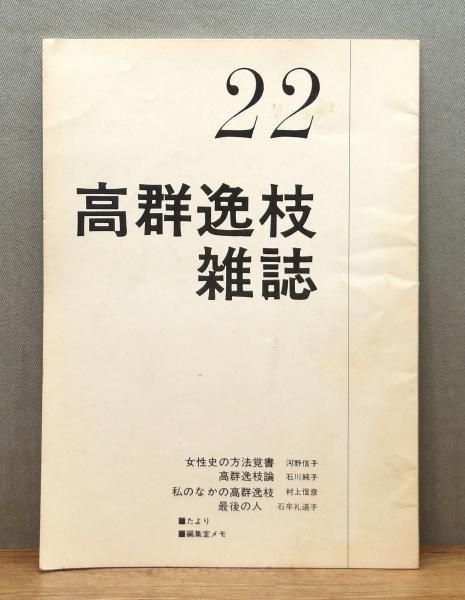 22
高群逸枝
雑誌
女性史の方法覚書 河野信子
高群逸枝論 石川純子
私のなかの高群逸枝 村上信彦
最後の人 石牟礼道子
■たより
■編集室メモ